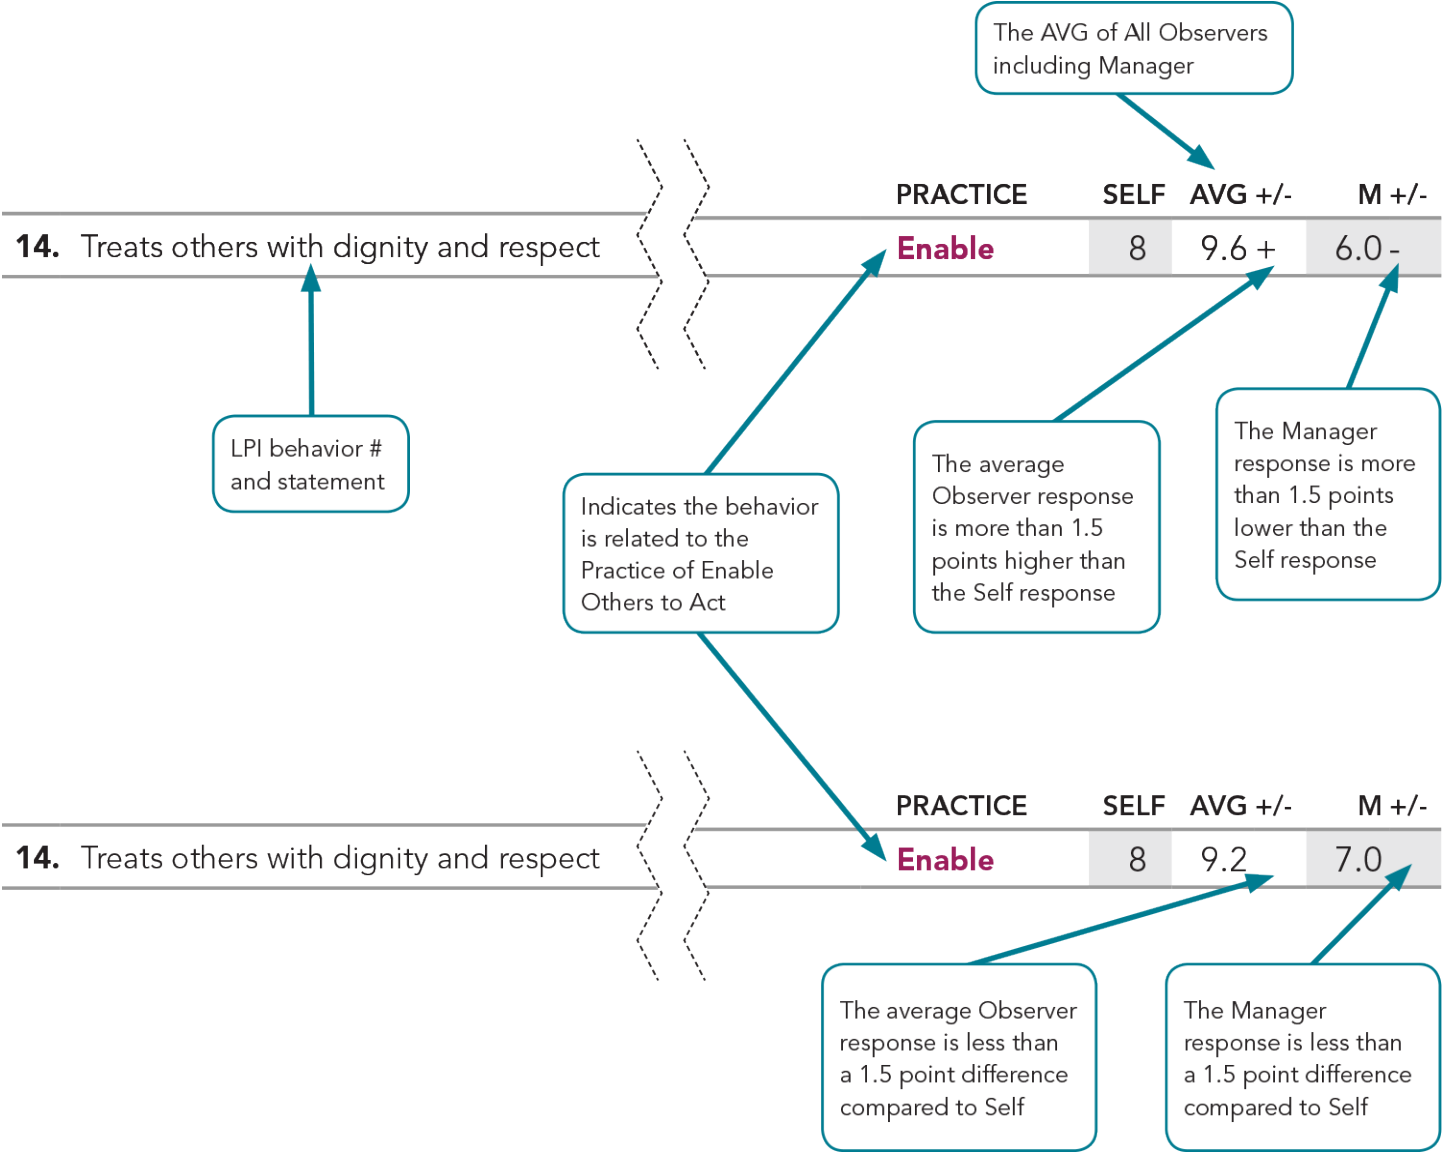 The AVG of All Observers
including Manager
PRACTICE SELF AVG +/- M +/-
14. Treats others with dignity and respect Enable 8 9.6 + 6.0 -
LPI behavior #
and statement
Indicates the behavior
is related to the
Practice of Enable
Others to Act
The average
Observer response
is more than 1.5
points higher than
the Self response
The Manager
response is more
than 1.5 points
lower than the
Self response
PRACTICE SELF AVG +/- M +/-
14. Treats others with dignity and respect Enable 8 9.2 7.0
The average Observer
response is less than
a 1.5 point difference
compared to Self
The Manager
response is less than
a 1.5 point difference
compared to Self